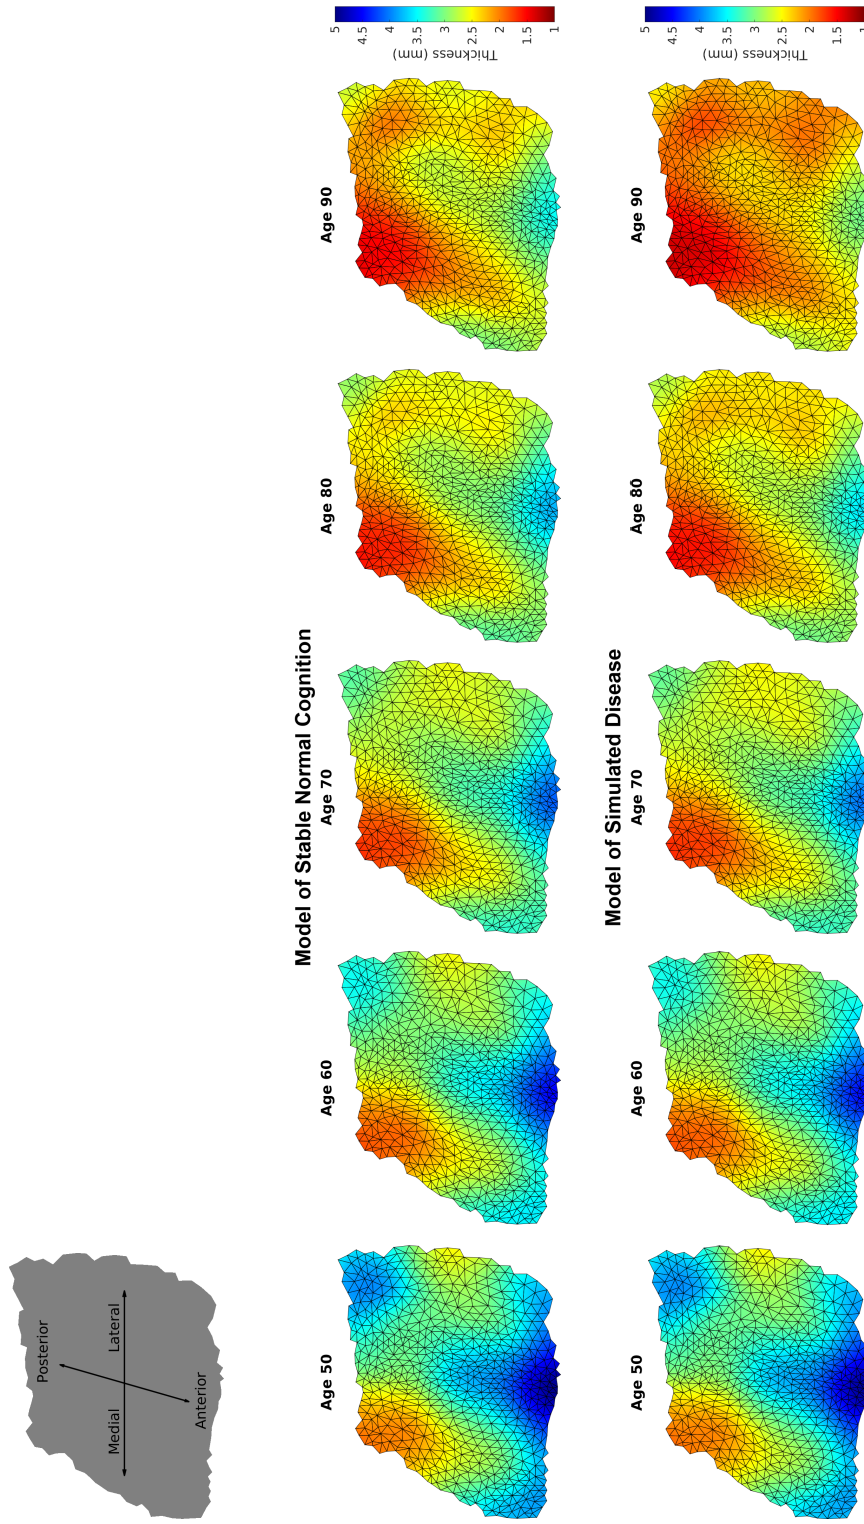 Posterior
Medial
Lateral
Anterior
Model of Stable Normal Cognition
Age 50
Age 60
Age 70
Age 80
Age 90
5
4.5
4
3.5
3
2.5
2
1.5
1
Thickness (mm)
Model of Simulated Disease
Age 50
Age 60
Age 70
Age 80
Age 90
5
4.5
4
3.5
3
2.5
2
1.5
1
Thickness (mm)